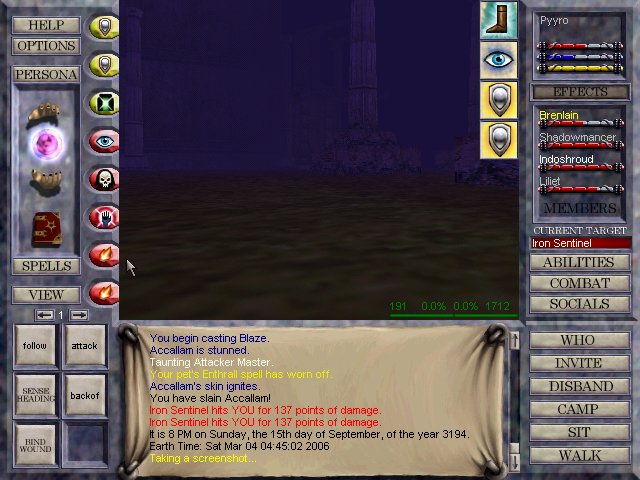 HELP
OPTIONS
PERSONA
SPELLS
VIEW
1
follow
attack
SENSE HEADING
backof
BIND WOUND
191 0.0% 0.0% 1712
You begin casting Blaze.
Accallam is stunned.
Taunting Attacker Master.
Your pet's Enthrall spell has worn off.
Accallam's skin ignites.
You have slain Accallam!
Iron Sentinel hits YOU for 137 points of damage.
Iron Sentinel hits YOU for 137 points of damage.
It is 8 PM on Sunday, the 15th day of September, of the year 3194.
Earth Time: Sat Mar 04 04:45:02 2006
Taking a screenshot...
Pyyro
EFFECTS
Brenlain
Shadowmancer
Indoshroud
Liliet
MEMBERS
CURRENT TARGET
Iron Sentinel
ABILITIES
COMBAT
SOCIALS
WHO
INVITE
DISBAND
CAMP
SIT
WALK